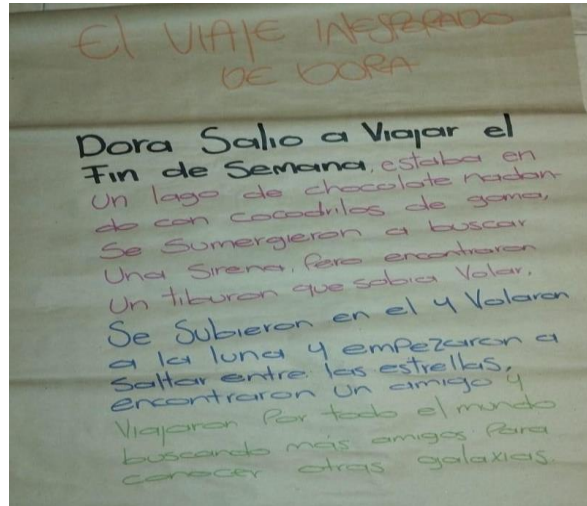 El VIAJE INESPERADO
DE DORA
Dora Salio a Viajar el
Fin de Semana, estaba en
un lago de chocolate nadan-
do con cocodrilos de goma,
Se Sumergieron a buscar
Una Sirena, Pero encontraron
Un tiburon que sabia Volar.
Se Subieron en el y Volaron
a la luna y empezaron a
Saltar entre las estrellas,
encontraron un amigo y
Viajaron Por todo el mundo
buscando más amigos Para
conocer otras galaxias.